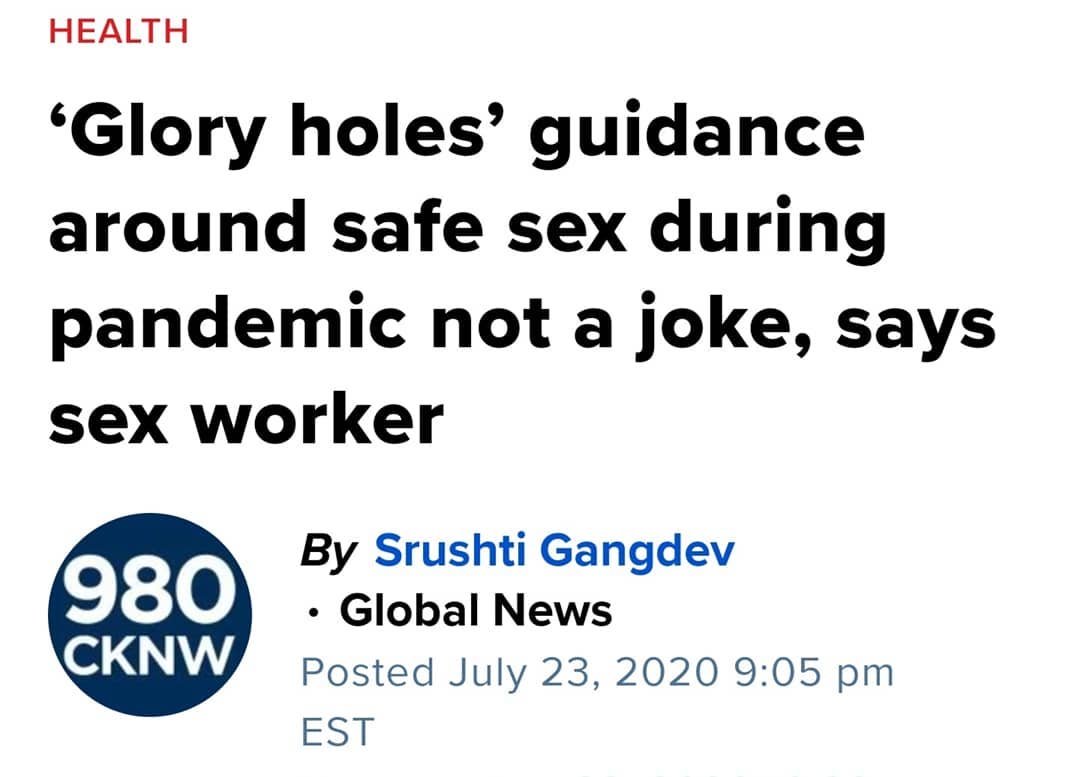 HEALTH
‘Glory holes’ guidance
around safe sex during
pandemic not a joke, says
sex worker
980
CKNW
By Srushti Gangdev
• Global News
Posted July 23, 2020 9:05 pm
EST